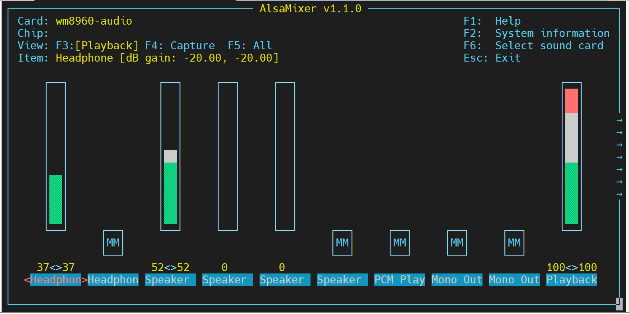 AlsaMixer v1.1.0
Card: wm8960-audio F1: Help
Chip: F2: System information
View: F3:[Playback] F4: Capture F5: All F6: Select sound card
Item: Headphone [dB gain: -20.00, -20.00] Esc: Exit
→
→
→
→
→
→
→
MM MM MM MM MM
37<>37 52<>52 0 0 100<>100
<Headphon>Headphon Speaker Speaker Speaker Speaker PCM Play Mono Out Mono Out Playback